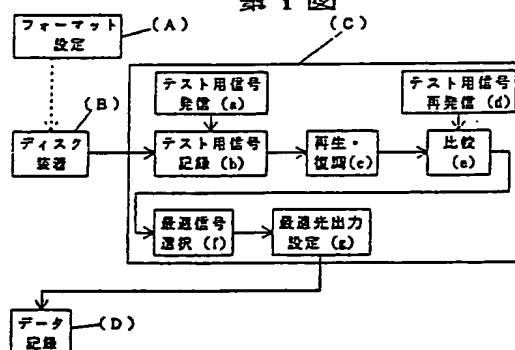 第1図
フォーマット
設定
(A)
(C)
(B)
テスト用信号
発信(a)
テスト用信号
再発信(d)
ディスク
装着
テスト用信号
記録(b)
再生・
復調(c)
比較
(e)
最適信号
選択(f)
最適光出力
設定(g)
データ
記録
(D)